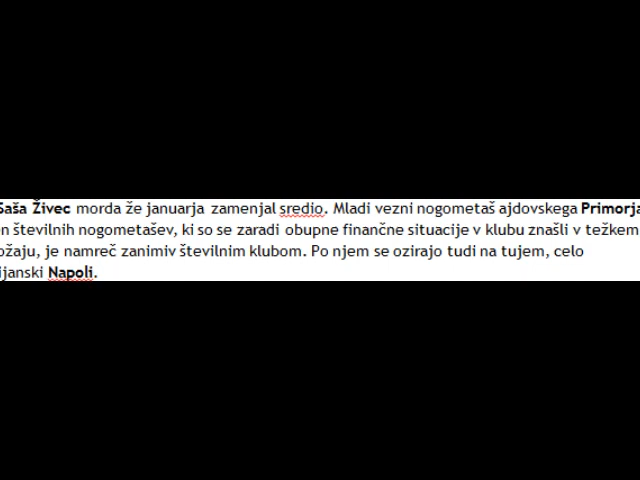 Saša Živec morda že januarja zamenjal sredio. Mladi vezni nogometaš ajdovskega Primorja
n številnih nogometašev, ki so se zaradi obupne finančne situacije v klubu znašli v težkem
ožaju, je namreč zanimiv številnim klubom. Po njem se ozirajo tudi na tujem, celo
ijanski Napoli.